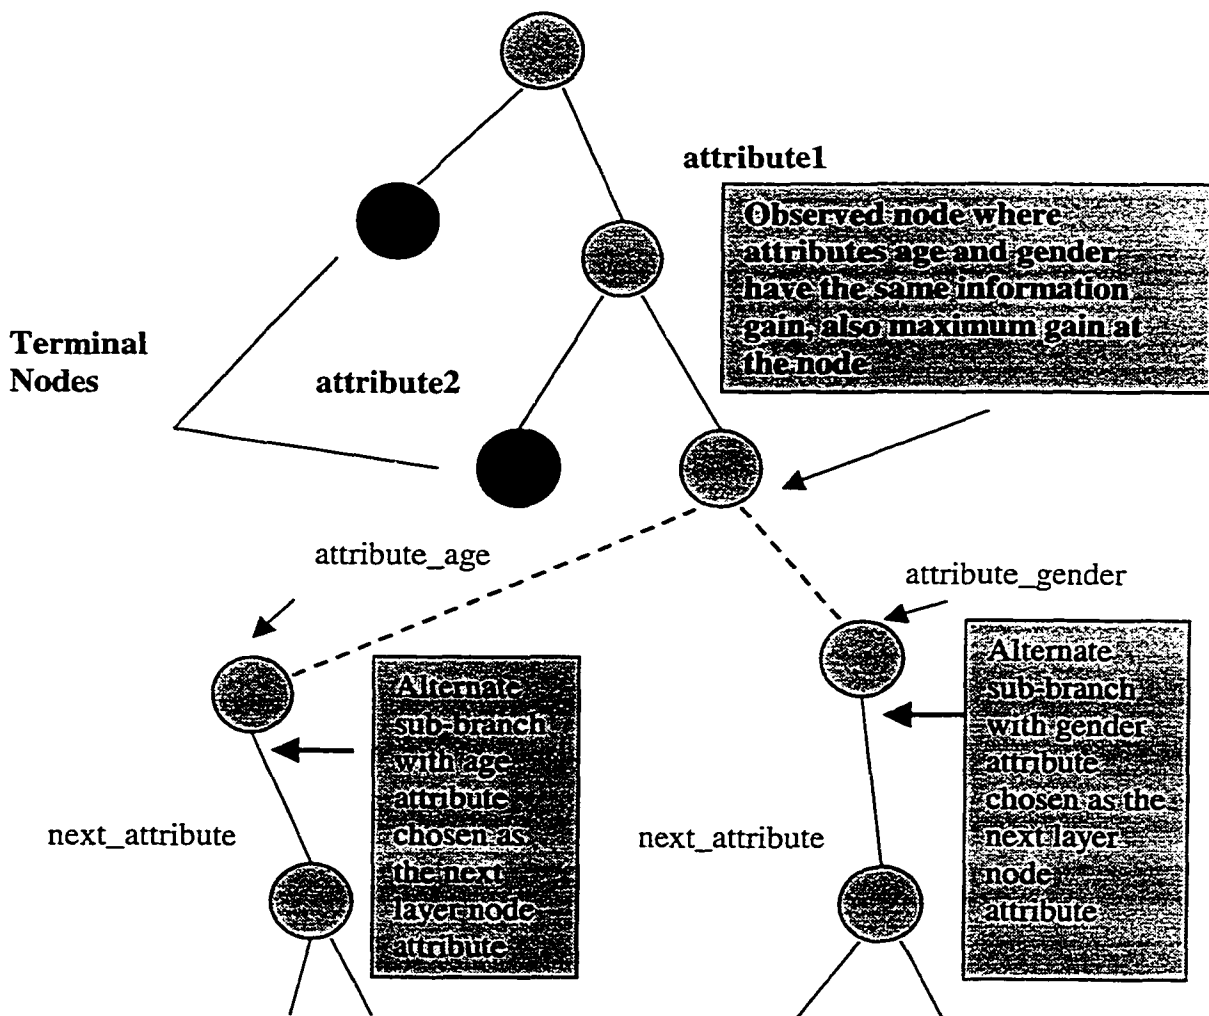 attribute1
Observed node where
attributes age and gender
have the same information
gain, also maximum gain at
the node
Terminal
Nodes
attribute2
attribute_age
attribute_gender
Alternate
sub-branch
with age
attribute
chosen as
the next
layer node
attribute
Alternate
sub-branch
with gender
attribute
chosen as the
next layer
node
attribute
next_attribute
next_attribute